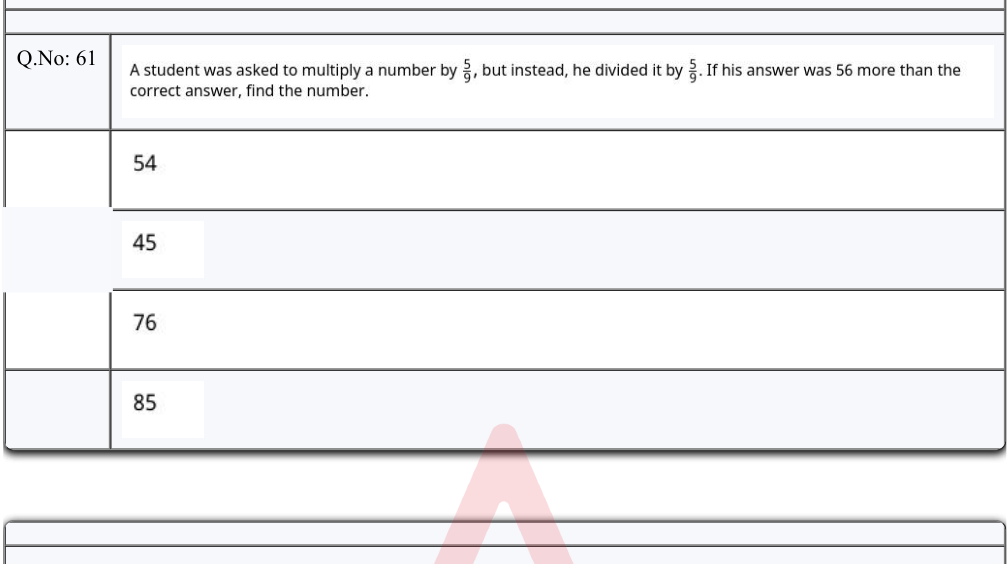 Q.No: 61
A student was asked to multiply a number by 5/9, but instead, he divided it by 5/9. If his answer was 56 more than the
correct answer, find the number.
54
45
76
85